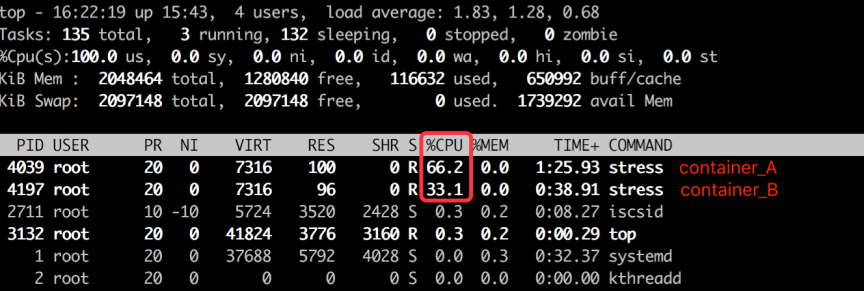 top - 16:22:19 up 15:43,  4 users,  load average: 1.83, 1.28, 0.68
Tasks: 135 total,   3 running, 132 sleeping,   0 stopped,   0 zombie
%Cpu(s):100.0 us,  0.0 sy,  0.0 ni,  0.0 id,  0.0 wa,  0.0 hi,  0.0 si,  0.0 st
KiB Mem :  2048464 total,  1280840 free,   116632 used,   650992 buff/cache
KiB Swap:  2097148 total,  2097148 free,        0 used.  1739292 avail Mem
PID USER      PR  NI    VIRT    RES    SHR S %CPU %MEM     TIME+ COMMAND
4039 root      20   0    7316    100      0 R 66.2  0.0   1:25.93 stress container_A
4197 root      20   0    7316     96      0 R 33.1  0.0   0:38.91 stress container_B
2711 root      10 -10    5724   3520   2428 S  0.3  0.2   0:08.27 iscsid
3132 root      20   0   41824   3776   3160 R  0.3  0.2   0:00.29 top
1 root      20   0   37688   5792   4028 S  0.0  0.3   0:32.37 systemd
2 root      20   0       0      0      0 S  0.0  0.0   0:00.00 kthreadd